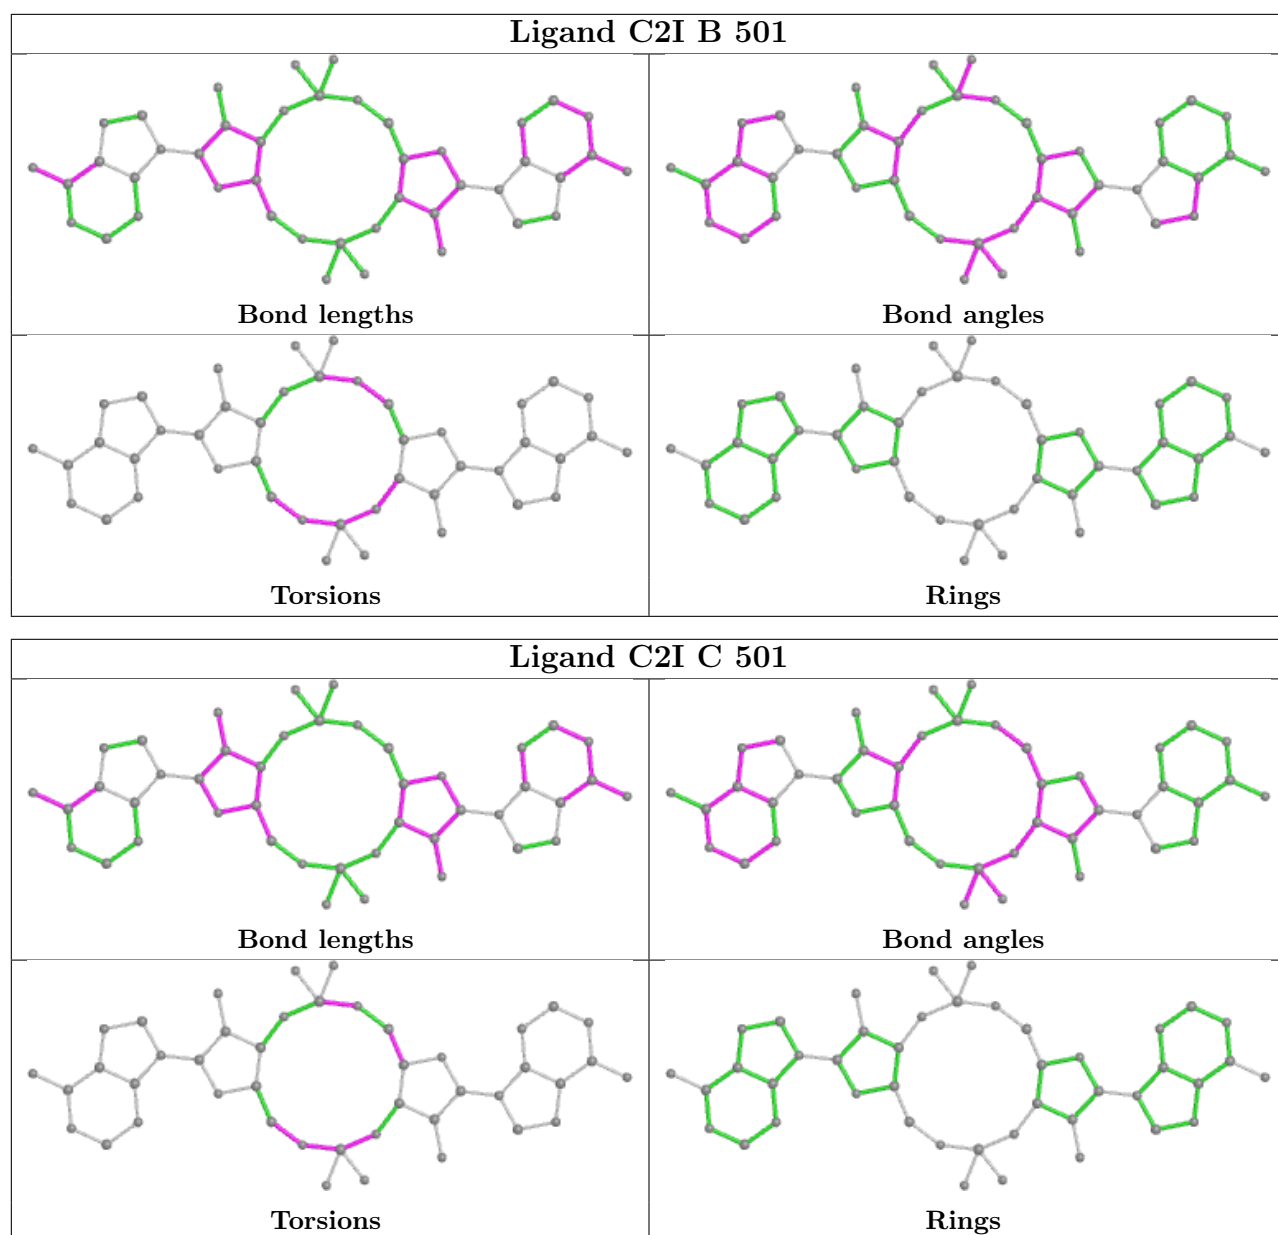 Ligand C2I B 501
Bond lengths
Bond angles
Torsions
Rings
Ligand C2I C 501
Bond lengths
Bond angles
Torsions
Rings